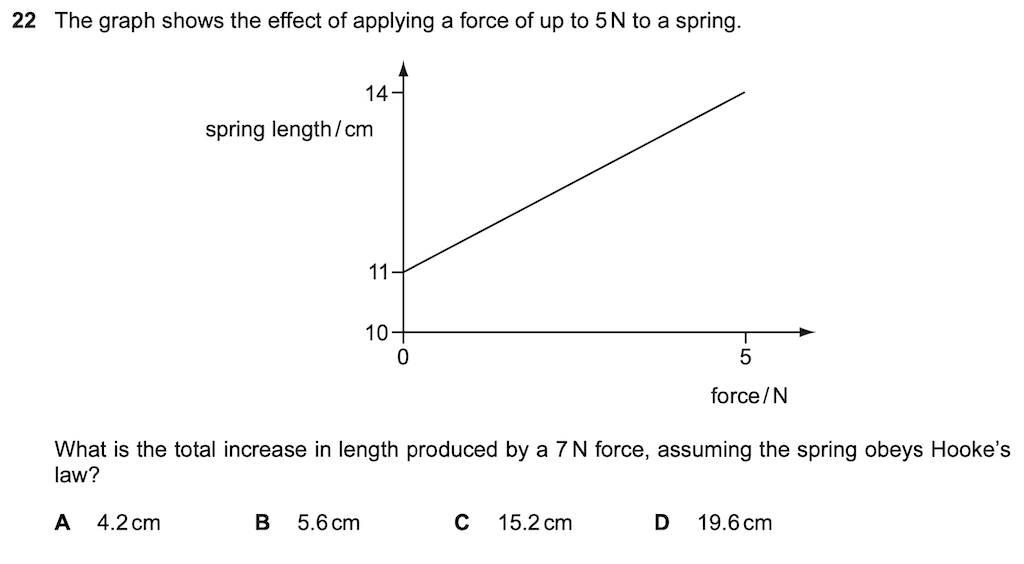 22 The graph shows the effect of applying a force of up to 5 N to a spring.
14
spring length / cm
11
10
0
5
force / N
What is the total increase in length produced by a 7 N force, assuming the spring obeys Hooke’s
law?
A 4.2 cm B 5.6 cm C 15.2 cm D 19.6 cm